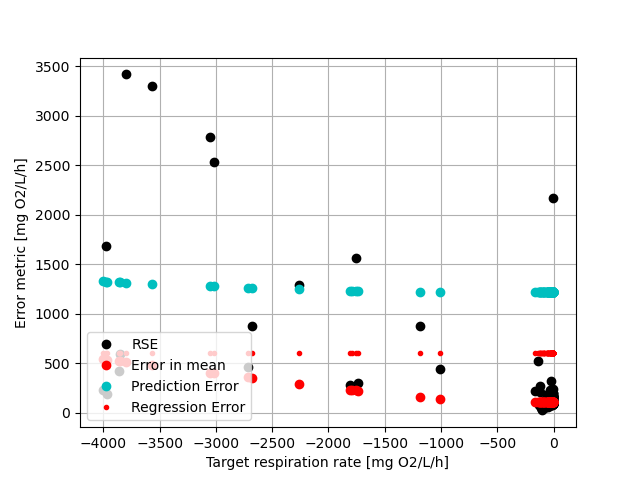 3500
3000
2500
2000
1500
1000
500
0
Error metric [mg O2/L/h]
RSE
Error in mean
Prediction Error
Regression Error
−4000 −3500 −3000 −2500 −2000 −1500 −1000 −500 0
Target respiration rate [mg O2/L/h]